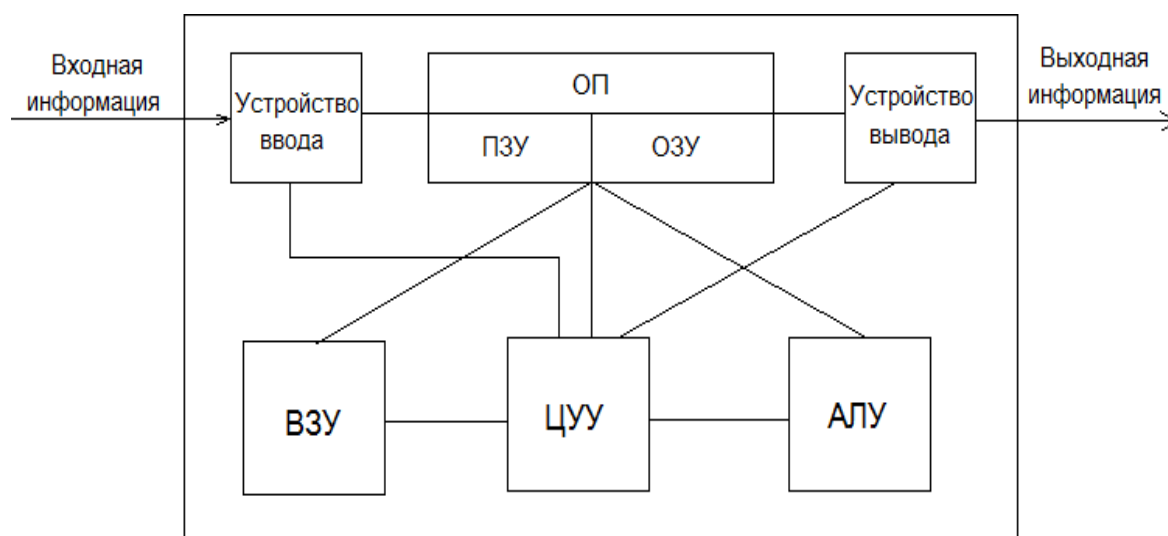 Входная
информация
Устройство
ввода
ОП
ПЗУ
ОЗУ
Устройство
вывода
Выходная
информация
ВЗУ
ЦУУ
АЛУ